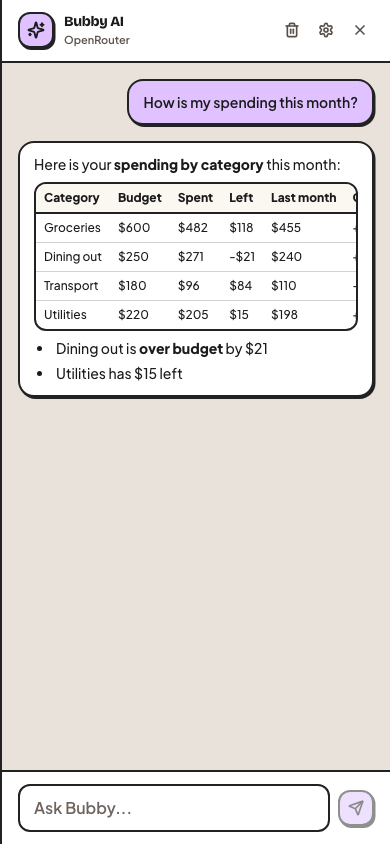 Bubby AI
OpenRouter
How is my spending this month?
Here is your spending by category this month:
Category Budget Spent Left Last month
Groceries $600 $482 $118 $455
Dining out $250 $271 -$21 $240
Transport $180 $96 $84 $110
Utilities $220 $205 $15 $198
• Dining out is over budget by $21
• Utilities has $15 left
Ask Bubby...